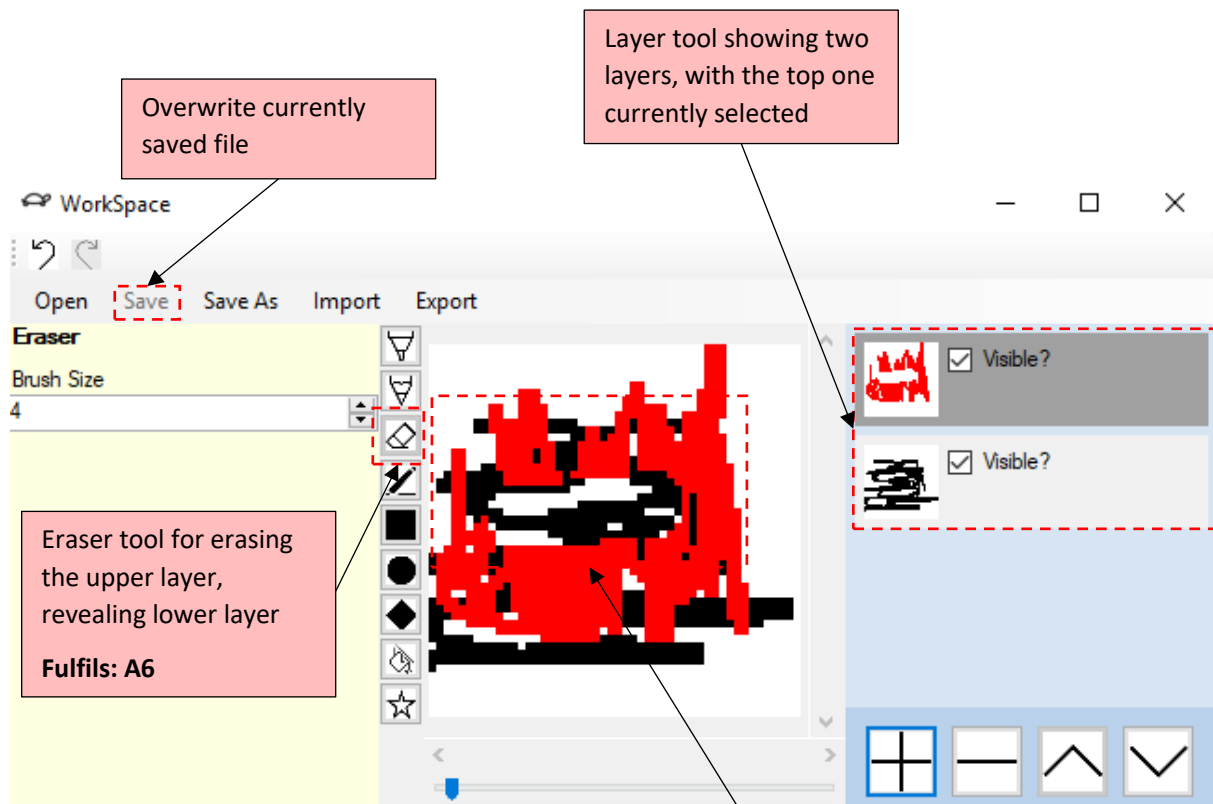 Layer tool showing two
layers, with the top one
currently selected
Overwrite currently
saved file
WorkSpace
Open Save Save As Import Export
Eraser
Brush Size
4
Visible?
Visible?
Eraser tool for erasing
the upper layer,
revealing lower layer
Fulfils: A6